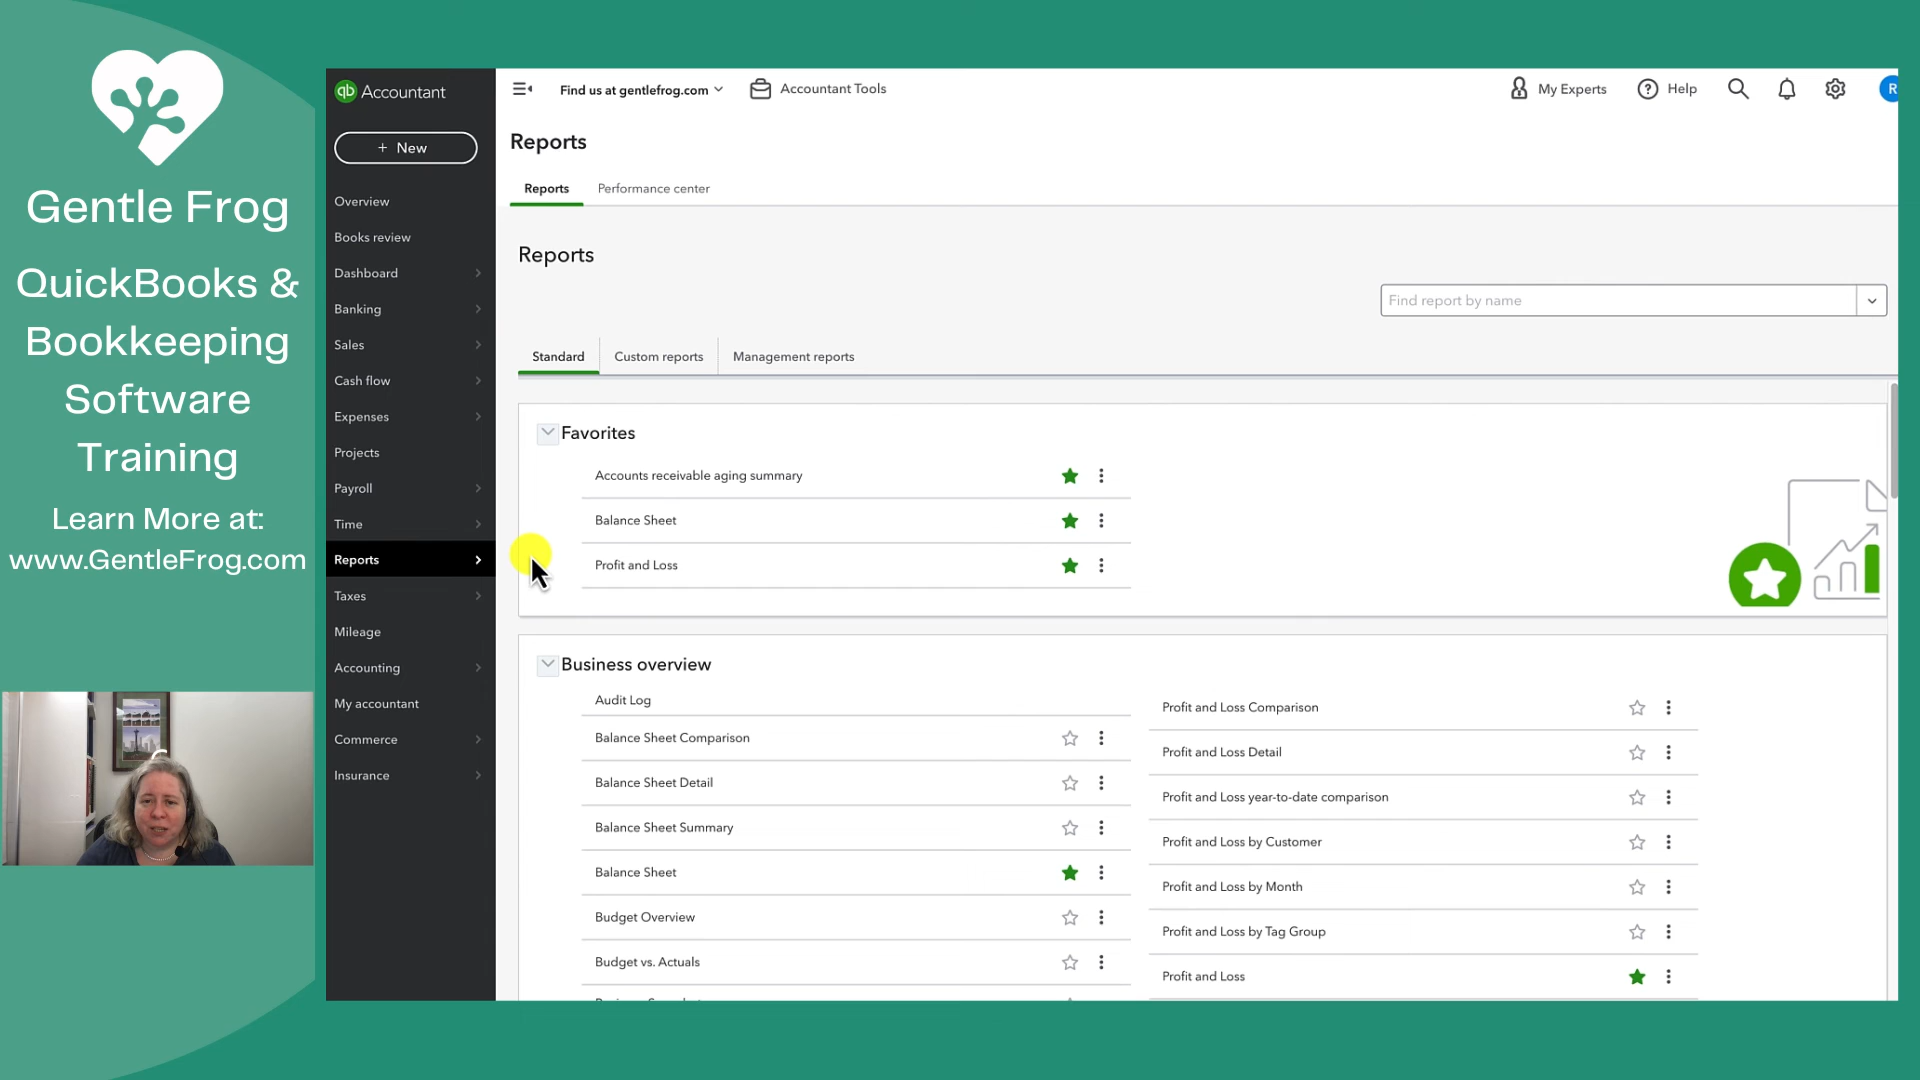 Gentle Frog
QuickBooks &
Bookkeeping
Software
Training
Learn More at:
www.GentleFrog.com
qb Accountant
+ New
Overview
Books review
Dashboard
Banking
Sales
Cash flow
Expenses
Projects
Payroll
Time
Reports
Taxes
Mileage
Accounting
My accountant
Commerce
Insurance
Find us at gentlefrog.com
Accountant Tools
My Experts
Help
R
Reports
Reports
Performance center
Reports
Find report by name
Standard
Custom reports
Management reports
Favorites
Accounts receivable aging summary
Balance Sheet
Profit and Loss
Business overview
Audit Log
Balance Sheet Comparison
Balance Sheet Detail
Balance Sheet Summary
Balance Sheet
Budget Overview
Budget vs. Actuals
Profit and Loss Comparison
Profit and Loss Detail
Profit and Loss year-to-date comparison
Profit and Loss by Customer
Profit and Loss by Month
Profit and Loss by Tag Group
Profit and Loss